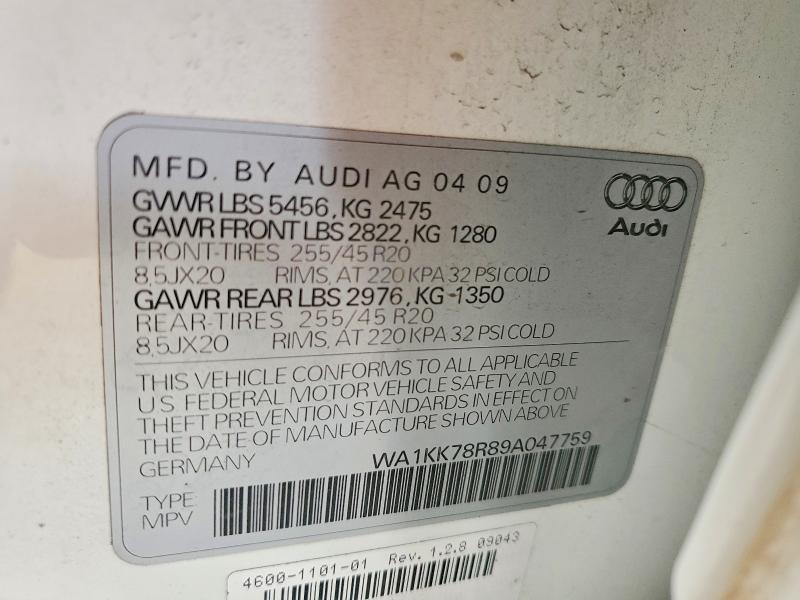 MFD. BY AUDI AG 04 09
Audi
GVWR LBS 5456, KG 2475
GAWR FRONT LBS 2822, KG 1280
FRONT-TIRES 255/45 R20
8,5JX20 RIMS, AT 220 KPA 32 PSI COLD
GAWR REAR LBS 2976, KG 1350
REAR-TIRES 255/45 R20
8,5JX20 RIMS, AT 220 KPA 32 PSI COLD
THIS VEHICLE CONFORMS TO ALL APPLICABLE
U S FEDERAL MOTOR VEHICLE SAFETY AND
THEFT PREVENTION STANDARDS IN EFFECT ON
THE DATE OF MANUFACTURE SHOWN ABOVE
GERMANY WA1KK78R89A047759
TYPE
MPV
4600-1101-01 Rev. 1.2.8 09043